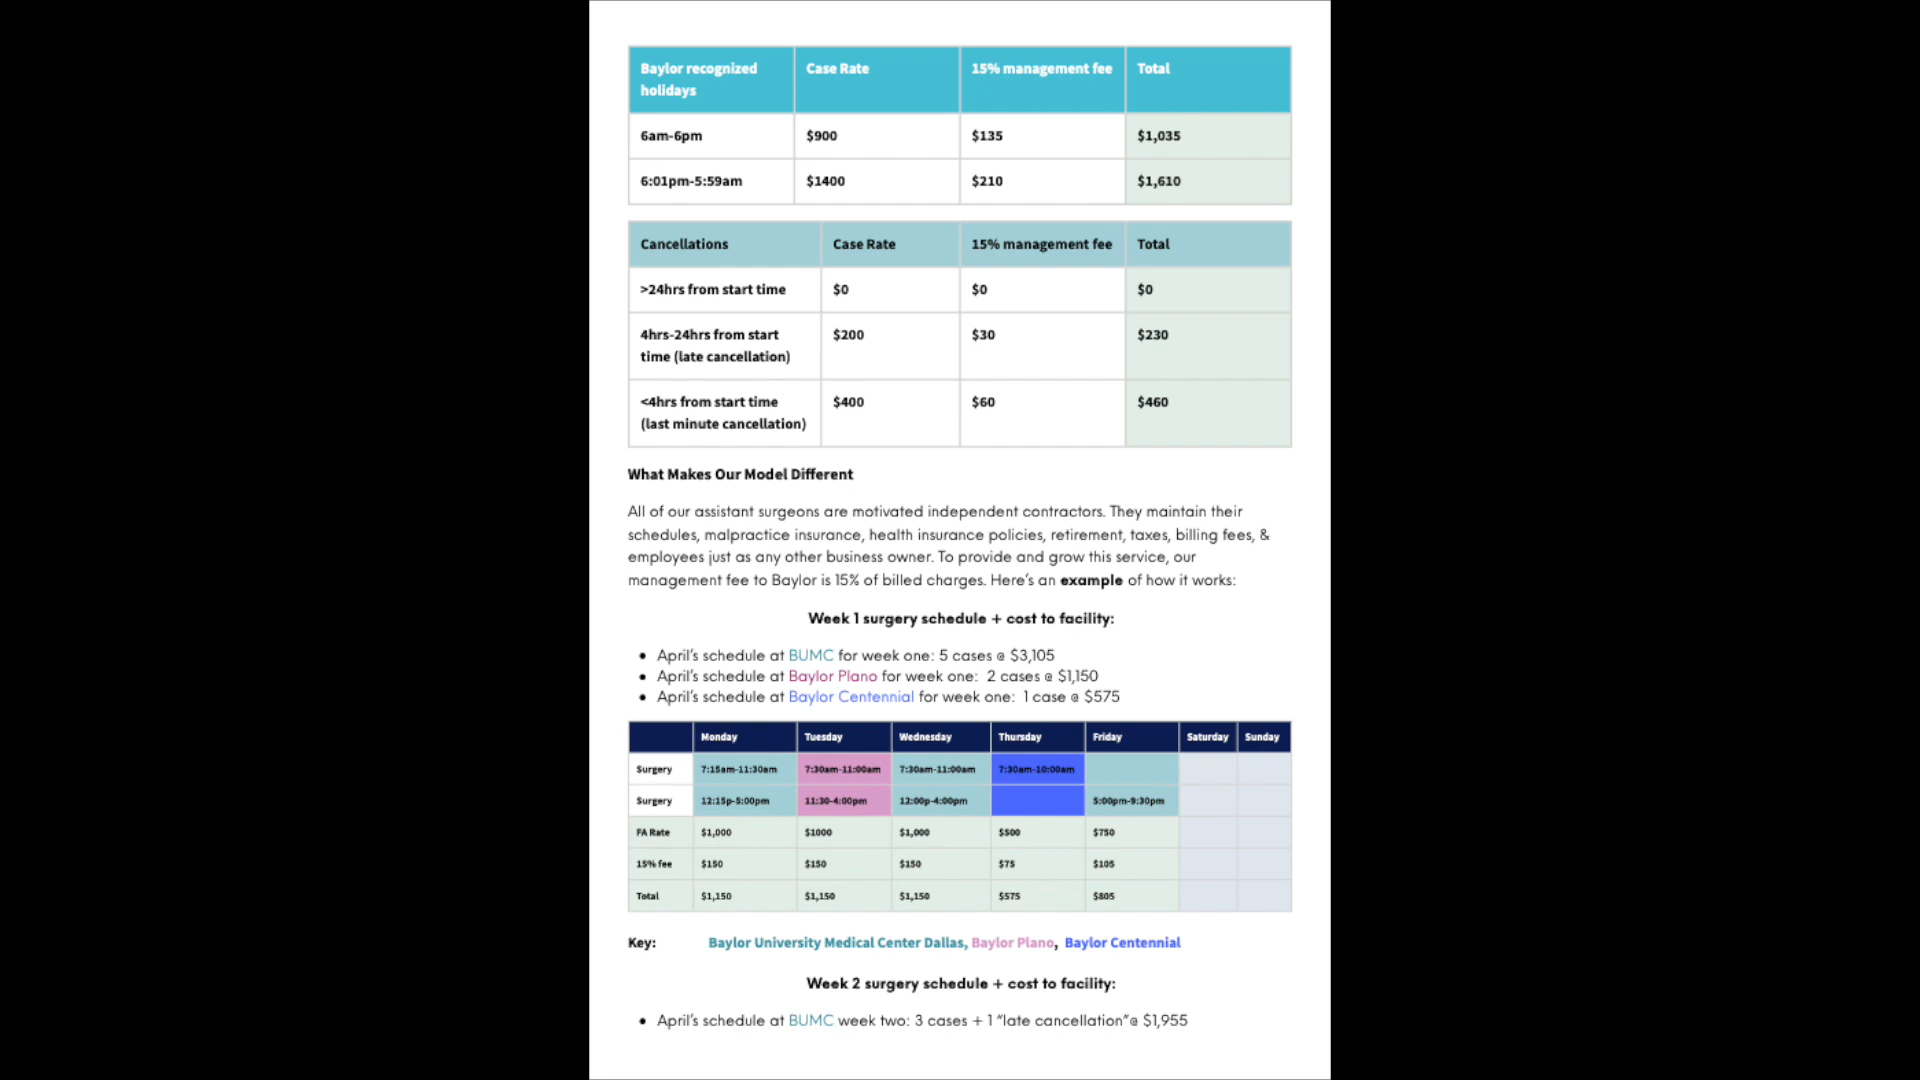 Baylor recognized holidays Case Rate 15% management fee Total
6am-6pm $900 $135 $1,035
6:01pm-5:59am $1400 $210 $1,610
Cancellations Case Rate 15% management fee Total
>24hrs from start time $0 $0 $0
4hrs-24hrs from start time (late cancellation) $200 $30 $230
<4hrs from start time (last minute cancellation) $400 $60 $460
What Makes Our Model Different
All of our assistant surgeons are motivated independent contractors. They maintain their
schedules, malpractice insurance, health insurance policies, retirement, taxes, billing fees, &
employees just as any other business owner. To provide and grow this service, our
management fee to Baylor is 15% of billed charges. Here's an example of how it works:
Week 1 surgery schedule + cost to facility:
• April's schedule at BUMC for week one: 5 cases @ $3,105
• April's schedule at Baylor Plano for week one: 2 cases @ $1,150
• April's schedule at Baylor Centennial for week one: 1 case @ $575
Monday Tuesday Wednesday Thursday Friday Saturday Sunday
Surgery 7:15am-11:30am 7:30am-11:00am 7:30am-11:00am 7:30am-10:00am
Surgery 12:15p-5:00pm 11:30-4:00pm 12:00p-4:00pm 5:00pm-9:30pm
FA Rate $1,000 $1000 $1,000 $500 $750
15% fee $150 $150 $150 $75 $105
Total $1,150 $1,150 $1,150 $575 $805
Key: Baylor University Medical Center Dallas, Baylor Plano, Baylor Centennial
Week 2 surgery schedule + cost to facility:
• April's schedule at BUMC week two: 3 cases + 1 “late cancellation”@ $1,955